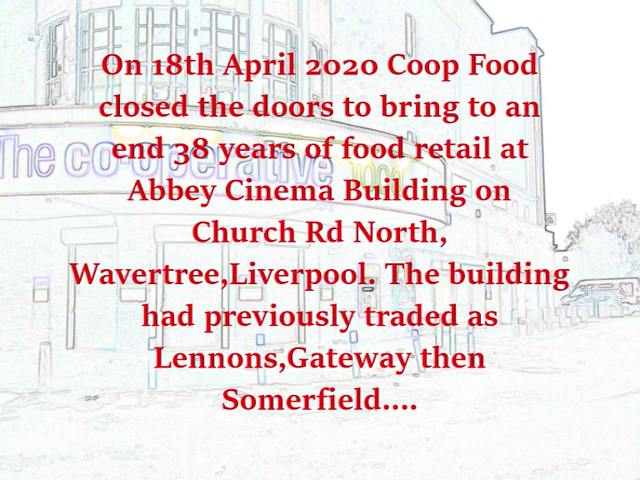 On 18th April 2020 Coop Food
closed the doors to bring to an
end 38 years of food retail at
Abbey Cinema Building on
Church Rd North,
Wavertree,Liverpool. The building
had previously traded as
Lennons,Gateway then
Somerfield....
The co-operative food